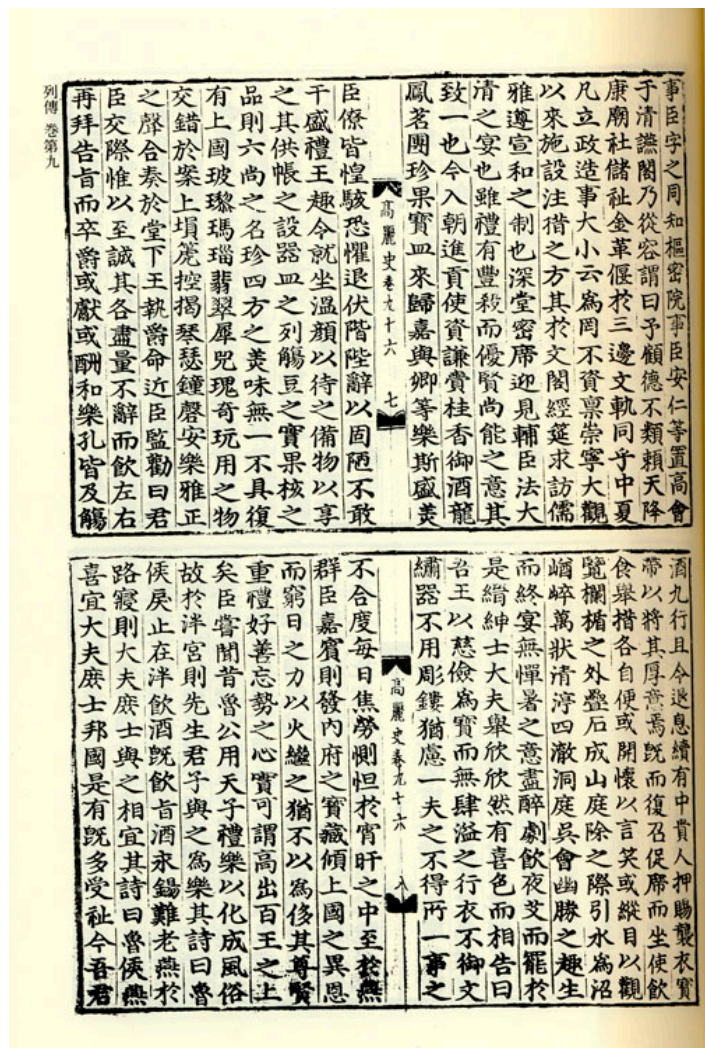 事臣字之同知樞密院事臣安仁等置高會
于清讌閣乃從容謂曰予顧德不類賴天降
康廟社儲祉金革偃於三邊文軌同乎中夏
凡立政造事大小云爲罔不資禀崇寧大觀
以來施設注措之方其於文閣經筵求訪儒
雅遵宣和之制也深堂密席迎見輔臣法大
清之宴也雖禮有豐殺而優賢尚能之意其
致一也今入朝進貢使資謙賫桂香御酒龍
鳳茗團珍果寶皿來歸嘉與卿等樂斯盛羙
高麗史卷九十六 七
臣僚皆惶駭恐懼退伏階陛辭以固陋不敢
干盛禮王趣令就坐溫顏以待之備物以享
之其供帳之設器皿之列觴豆之實果核之
品則六尚之名珍四方之羙味無一不具復
有上國玻瓈瑪瑙翡翠犀兕瑰奇玩用之物
交錯於案上塤箎控揭琴瑟鐘磬安樂雅正
之聲合奏於堂下王執爵命近臣監勸曰君
臣交際惟以至誠其各盡量不辭而飮左右
再拜告旨而卒爵或獻或酬和樂孔皆及觴
列傳 卷第九
酒九行且令退息續有中貴人押賜襲衣寶
帶以將其厚意焉旣而復召促席而坐使飮
食舉措各自便或開懷以言笑或縱目以觀
覽欄楯之外疊石成山庭除之際引水爲沼
崷崪萬狀清渟四澈洞庭吳會幽勝之趣生
而終宴無憚暑之意盡醉劇飮夜艾而罷於
是縉紳士大夫舉欣欣然有喜色而相告曰
吾王以慈儉爲寶而無肆溢之行衣不御文
繡器不用彫鏤猶慮一夫之不得所一事之
高麗史卷九十六 八
不合度每日焦勞惻怛於宵旰之中至於燕
群臣嘉賓則發內府之寶藏傾上國之異恩
而窮日之力以火繼之猶不以爲侈其尊賢
重禮好善忘勢之心實可謂高出百王之上
矣臣嘗聞昔魯公用天子禮樂以化成風俗
故於泮宮則先生君子與之爲樂其詩曰魯
侯戾止在泮飮酒旣飮旨酒永錫難老燕於
路寢則大夫庶士與之相宜其詩曰魯侯燕
喜宜大夫庶士邦國是有旣多受祉今吾君